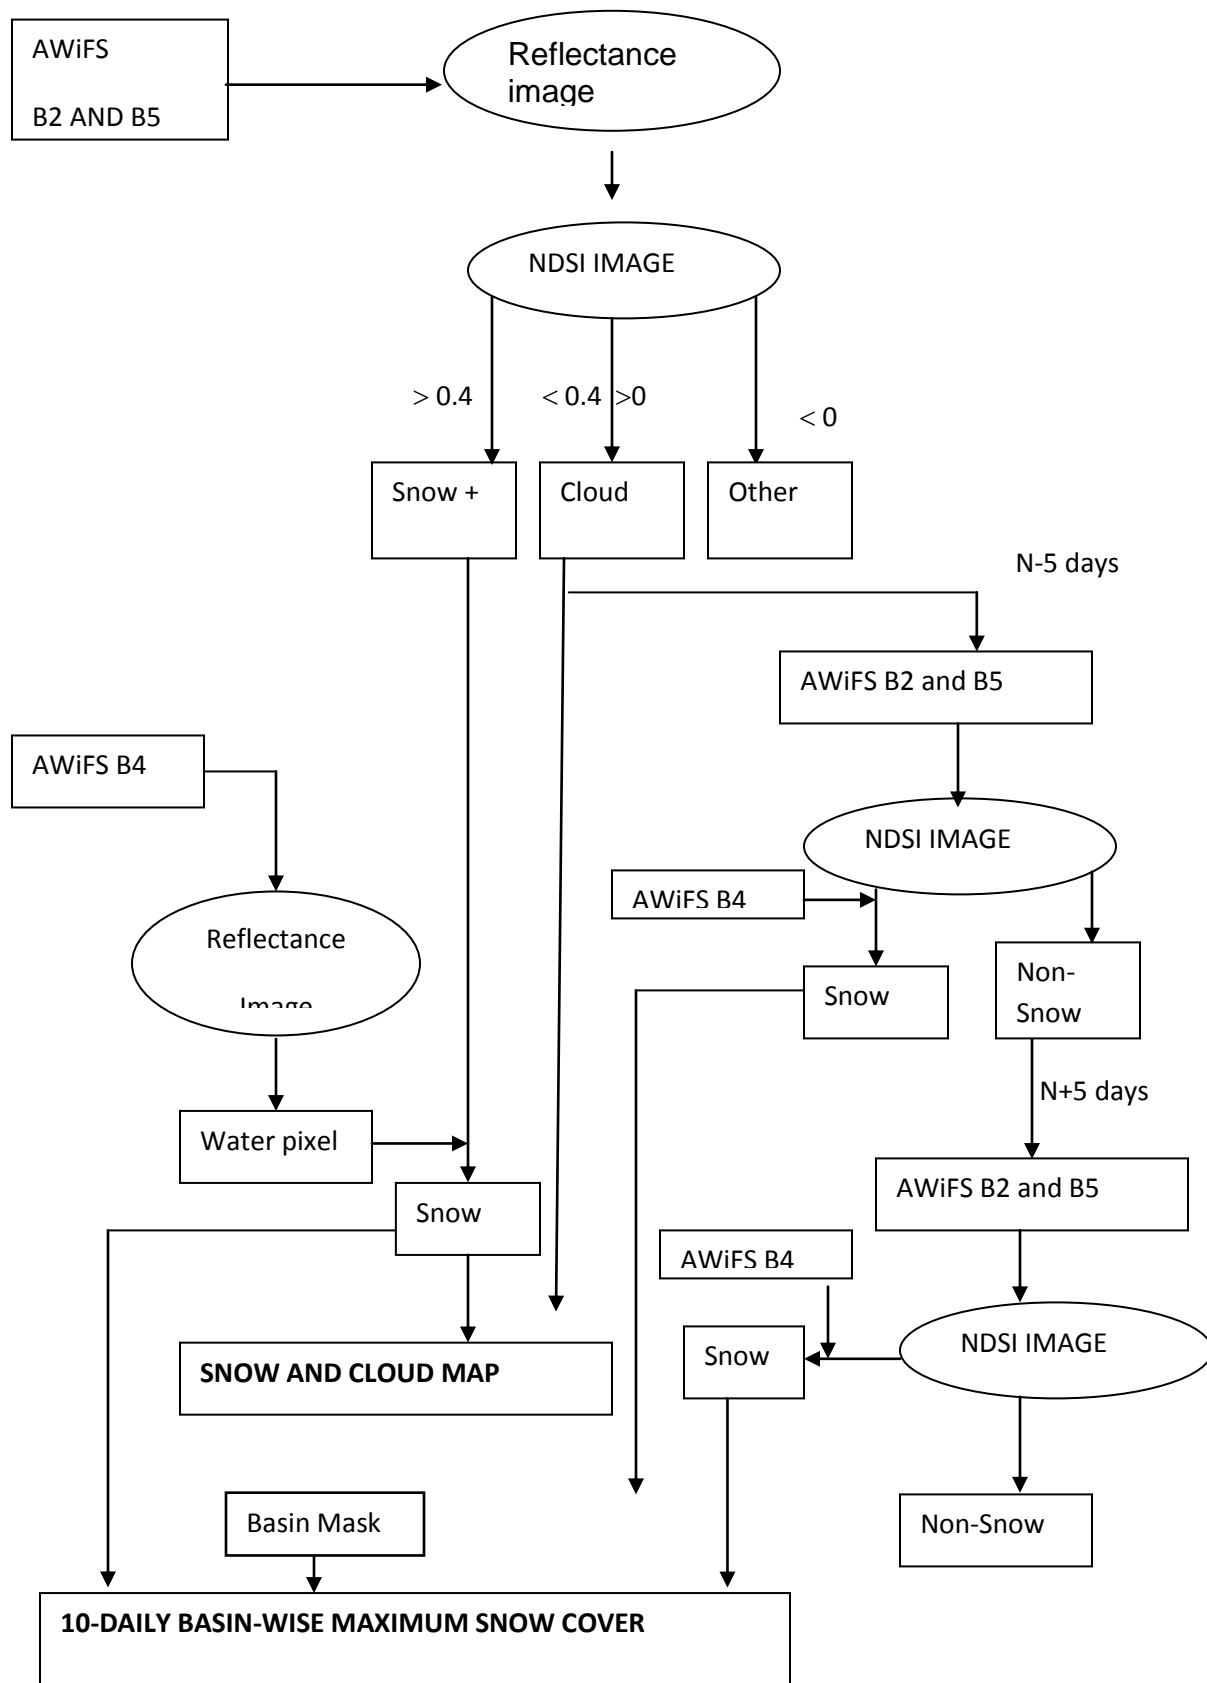 AWiFS
B2 AND B5
Reflectance
image
NDSI IMAGE
> 0.4
< 0.4 >0
< 0
Snow +
Cloud
Other
N-5 days
AWiFS B2 and B5
AWiFS B4
NDSI IMAGE
AWiFS B4
Reflectance
Image
Snow
Non-
Snow
N+5 days
Water pixel
AWiFS B2 and B5
Snow
AWiFS B4
NDSI IMAGE
Snow
SNOW AND CLOUD MAP
Basin Mask
Non-Snow
10-DAILY BASIN-WISE MAXIMUM SNOW COVER